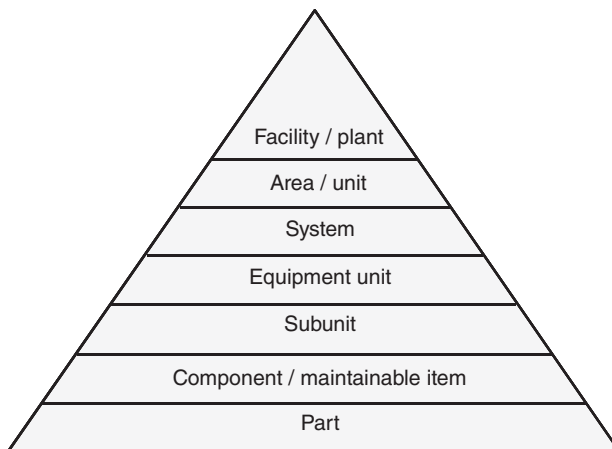 Facility / plant
Area / unit
System
Equipment unit
Subunit
Component / maintainable item
Part